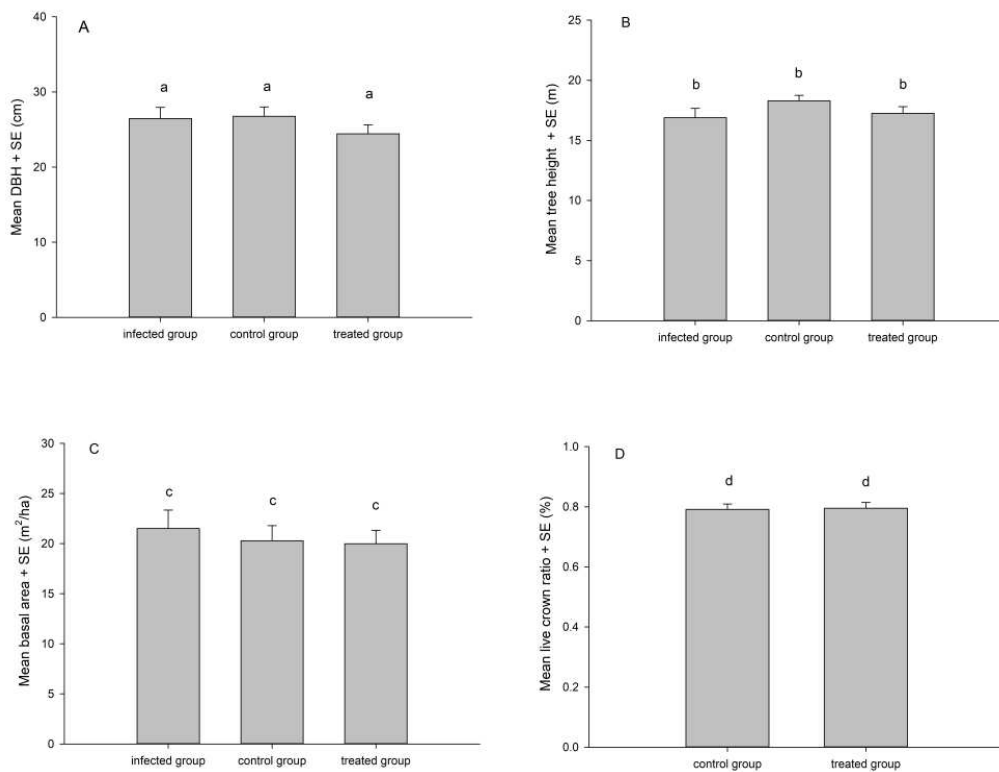 A
Mean DBH + SE (cm)
40
30
20
10
0
a a a
infected group control group treated group
B
Mean tree height + SE (m)
25
20
15
10
5
0
b b b
infected group control group treated group
C
Mean basal area + SE (m²/ha)
30
25
20
15
10
5
0
c c c
infected group control group treated group
D
Mean live crown ratio + SE (%)
1.0
0.8
0.6
0.4
0.2
0.0
d d
control group treated group